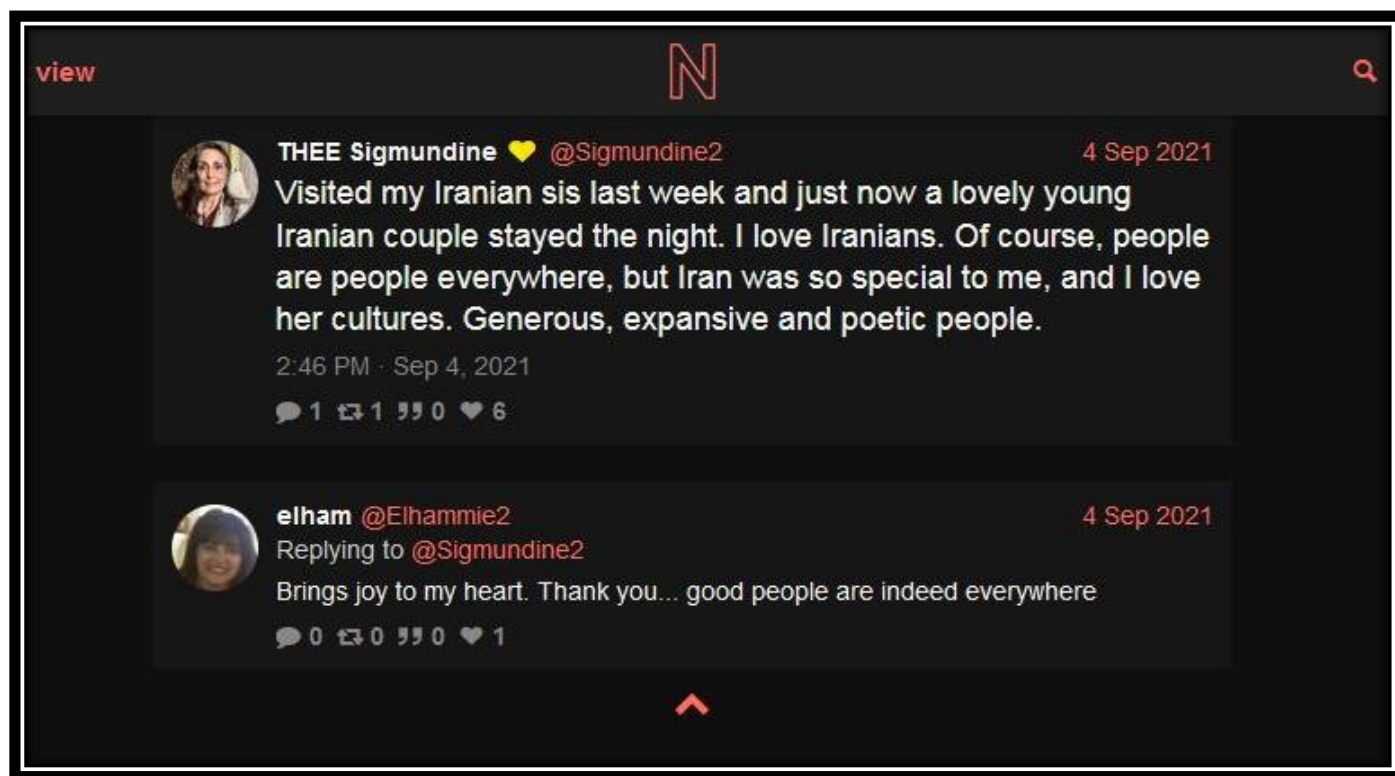 view
N
THEE Sigmundine 💛 @Sigmundine2 4 Sep 2021
Visited my Iranian sis last week and just now a lovely young
Iranian couple stayed the night. I love Iranians. Of course, people
are people everywhere, but Iran was so special to me, and I love
her cultures. Generous, expansive and poetic people.
2:46 PM · Sep 4, 2021
1 1 0 6
elham @Elhammie2 4 Sep 2021
Replying to @Sigmundine2
Brings joy to my heart. Thank you... good people are indeed everywhere
0 0 0 1